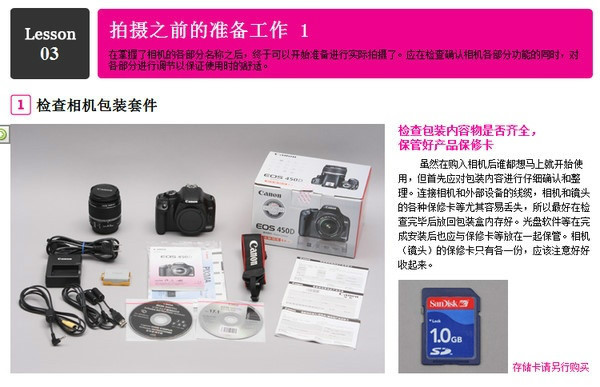 Lesson
03
拍摄之前的准备工作 1
在掌握了相机的各部分名称之后，终于可以开始准备进行实际拍摄了。应在检查确认相机各部分功能的同时，对
各部分进行调节以保证使用时的舒适。
1 检查相机包装套件
检查包装内容物是否齐全，
保管好产品保修卡
虽然在购入相机后谁都想马上就开始使
用，但首先应对包装内容进行仔细确认和整
理。连接相机和外部设备的线缆，相机和镜头
的各种保修卡等尤其容易丢失，所以最好在检
查完毕后放回包装盒内存好。光盘软件等在完
成安装后也应与保修卡等放在一起保管。相机
（镜头）的保修卡只有各一份，应该注意好好
收起来。
Canon
EOS 450D
EOS 450D
Canon
Canon
SanDisk
Lock
1.0GB
SD
存储卡请另行购买